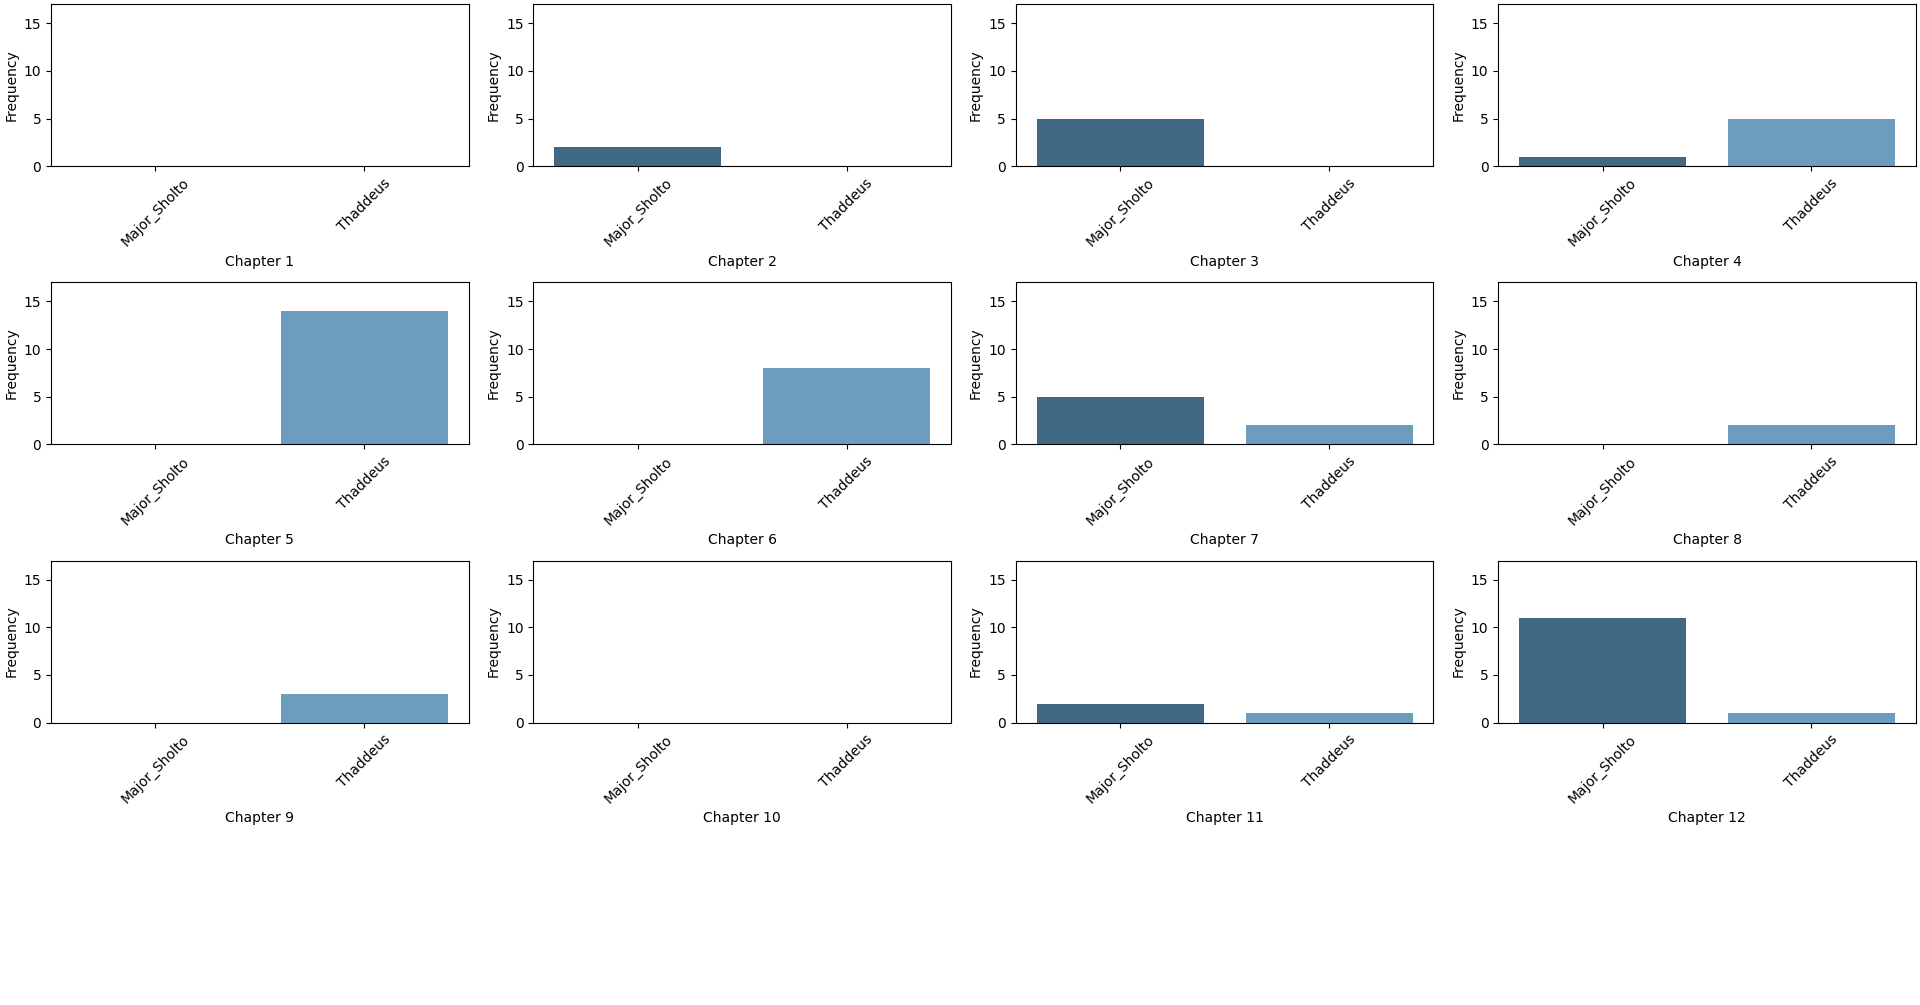 Frequency
15
10
5
0
Major_Sholto
Thaddeus
Chapter 1
Frequency
15
10
5
0
Major_Sholto
Thaddeus
Chapter 2
Frequency
15
10
5
0
Major_Sholto
Thaddeus
Chapter 3
Frequency
15
10
5
0
Major_Sholto
Thaddeus
Chapter 4
Frequency
15
10
5
0
Major_Sholto
Thaddeus
Chapter 5
Frequency
15
10
5
0
Major_Sholto
Thaddeus
Chapter 6
Frequency
15
10
5
0
Major_Sholto
Thaddeus
Chapter 7
Frequency
15
10
5
0
Major_Sholto
Thaddeus
Chapter 8
Frequency
15
10
5
0
Major_Sholto
Thaddeus
Chapter 9
Frequency
15
10
5
0
Major_Sholto
Thaddeus
Chapter 10
Frequency
15
10
5
0
Major_Sholto
Thaddeus
Chapter 11
Frequency
15
10
5
0
Major_Sholto
Thaddeus
Chapter 12